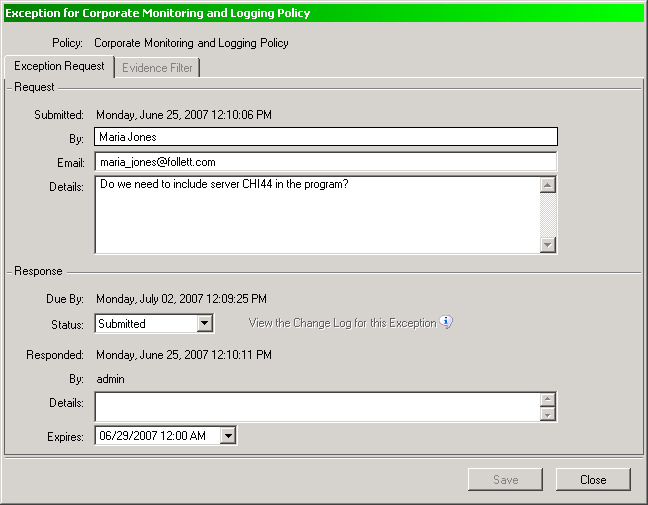 Exception for Corporate Monitoring and Logging Policy
Policy: Corporate Monitoring and Logging Policy
Exception Request Evidence Filter
Request
Submitted: Monday, June 25, 2007 12:10:06 PM
By: Maria Jones
Email: maria_jones@follett.com
Details: Do we need to include server CHI44 in the program?
Response
Due By: Monday, July 02, 2007 12:09:25 PM
Status: Submitted View the Change Log for this Exception
Responded: Monday, June 25, 2007 12:10:11 PM
By: admin
Details:
Expires: 06/29/2007 12:00 AM
Save Close